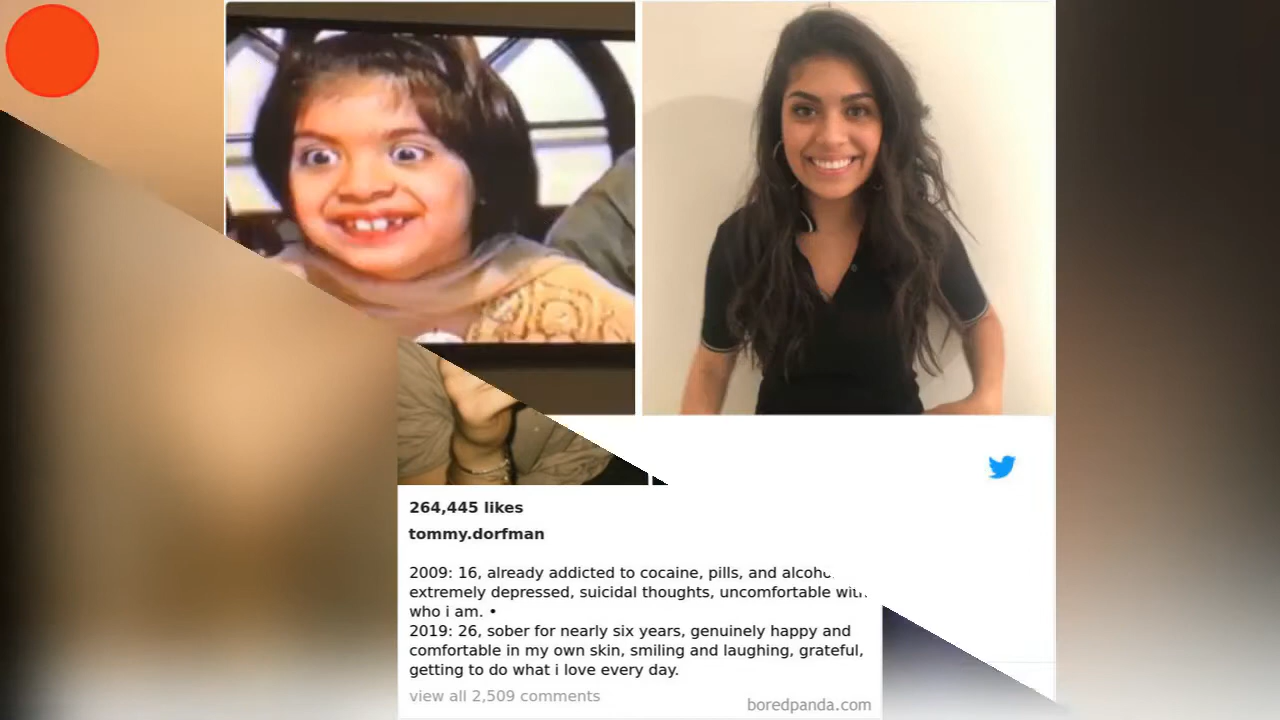 264,445 likes
tommy.dorfman
2009: 16, already addicted to cocaine, pills, and
extremely depressed, suicidal thoughts, uncomfortable
who i am. •
2019: 26, sober for nearly six years, genuinely happy and
comfortable in my own skin, smiling and laughing, grateful,
getting to do what i love every day.
view all 2,509 comments
boredpanda.com